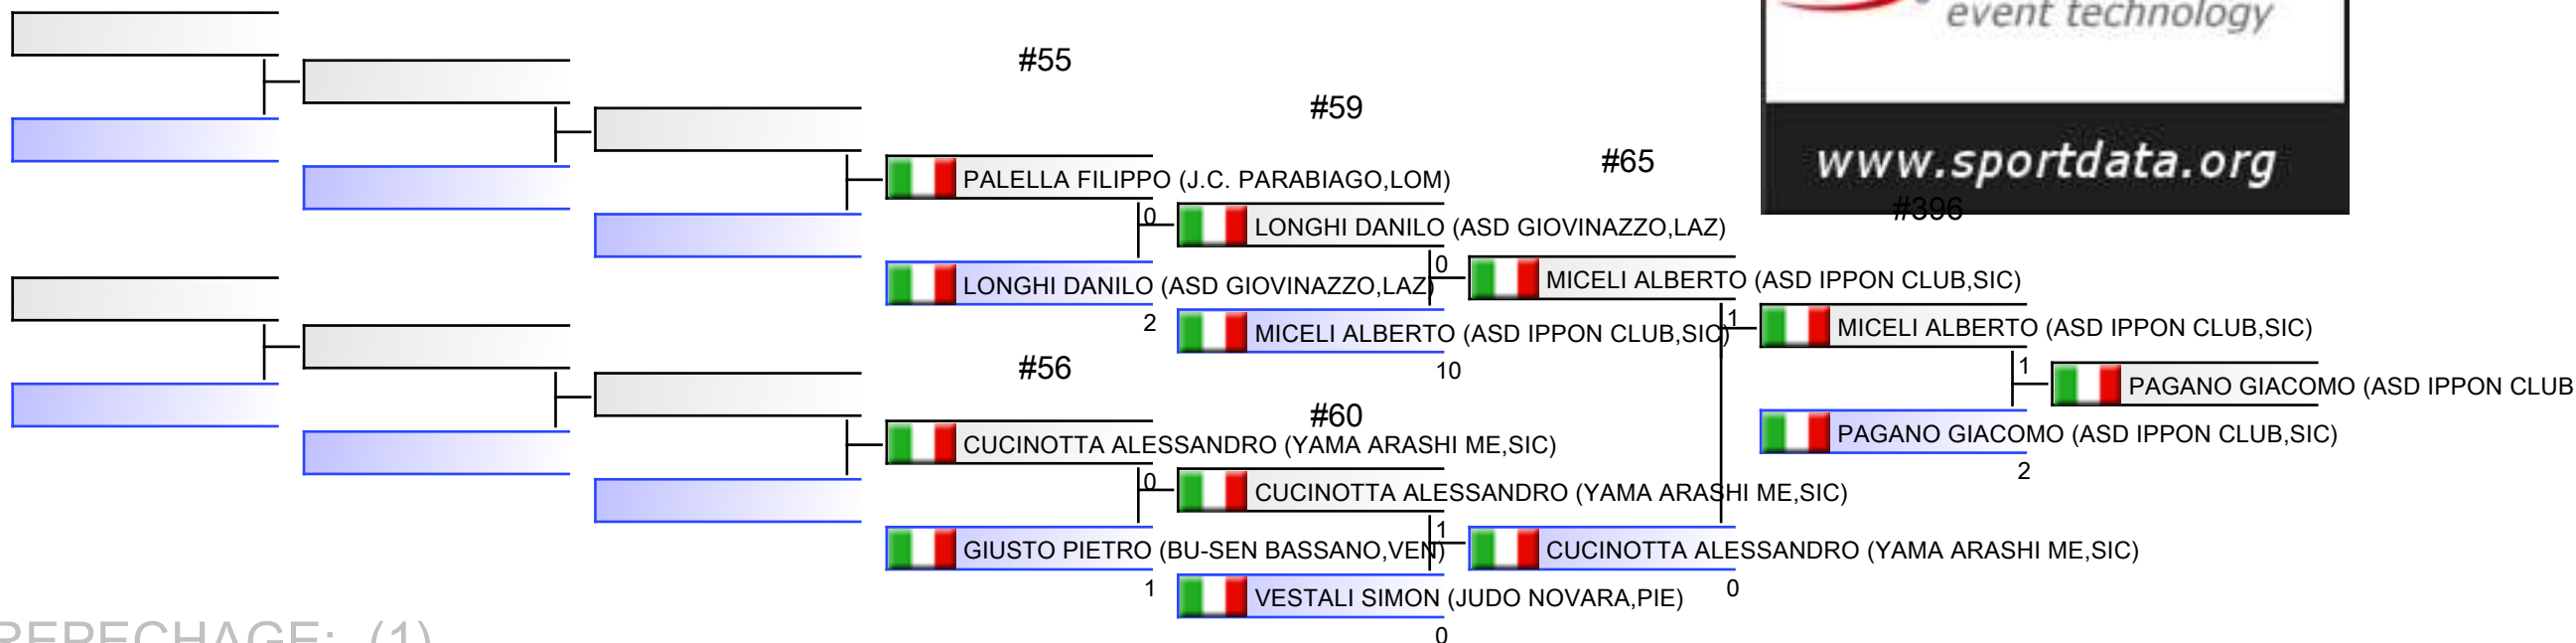 event technology
#55
#59
#65
www.sportdata.org
PALELLA FILIPPO (J.C. PARABIAGO,LOM)
#396
0
LONGHI DANILO (ASD GIOVINAZZO,LAZ)
0
LONGHI DANILO (ASD GIOVINAZZO,LAZ)
MICELI ALBERTO (ASD IPPON CLUB,SIC)
2
MICELI ALBERTO (ASD IPPON CLUB,SIC)
1
MICELI ALBERTO (ASD IPPON CLUB,SIC)
#56
10
1
PAGANO GIACOMO (ASD IPPON CLUB
#60
CUCINOTTA ALESSANDRO (YAMA ARASHI ME,SIC)
PAGANO GIACOMO (ASD IPPON CLUB,SIC)
2
0
CUCINOTTA ALESSANDRO (YAMA ARASHI ME,SIC)
1
GIUSTO PIETRO (BU-SEN BASSANO,VEN)
CUCINOTTA ALESSANDRO (YAMA ARASHI ME,SIC)
1
VESTALI SIMON (JUDO NOVARA,PIE)
0
0
REPECHAGE: (1)